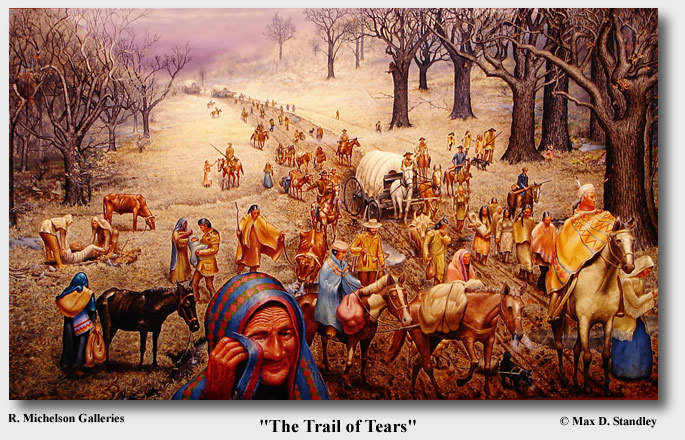 R. Michelson Galleries
"The Trail of Tears"
© Max D. Standley